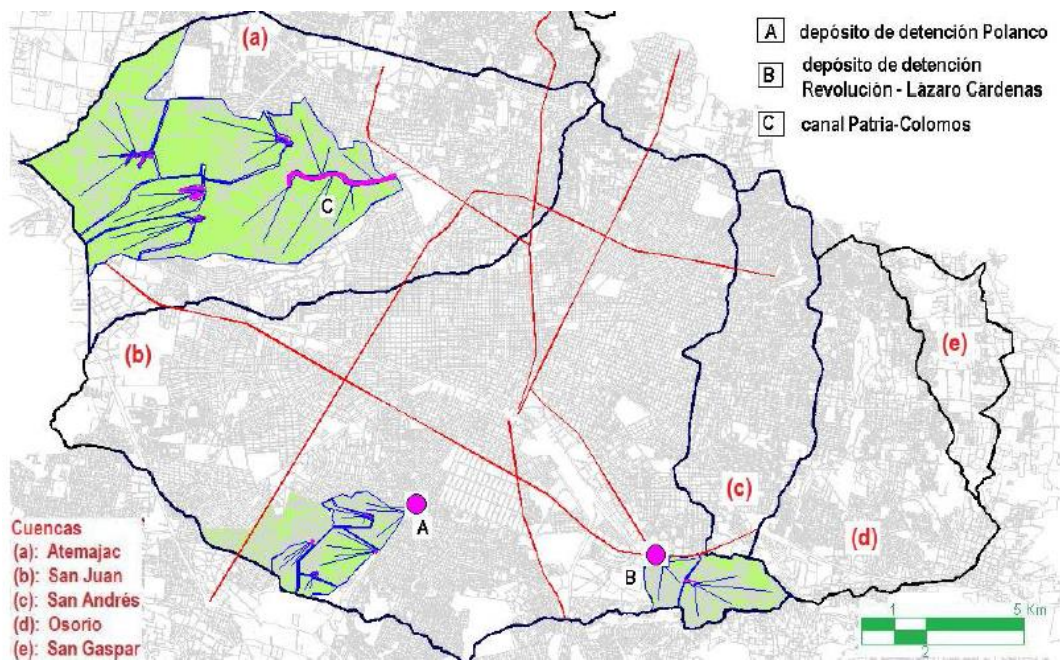 (a)
A depósito de detención Polanco
B depósito de detención
Revolución - Lázaro Cárdenas
C canal Patria-Colomos
C
(b)
(e)
(c)
A
(d)
B
Cuencas
(a): Atemajac
(b): San Juan
(c): San Andrés
(d): Osorio
(e): San Gaspar
1 5 Km
2